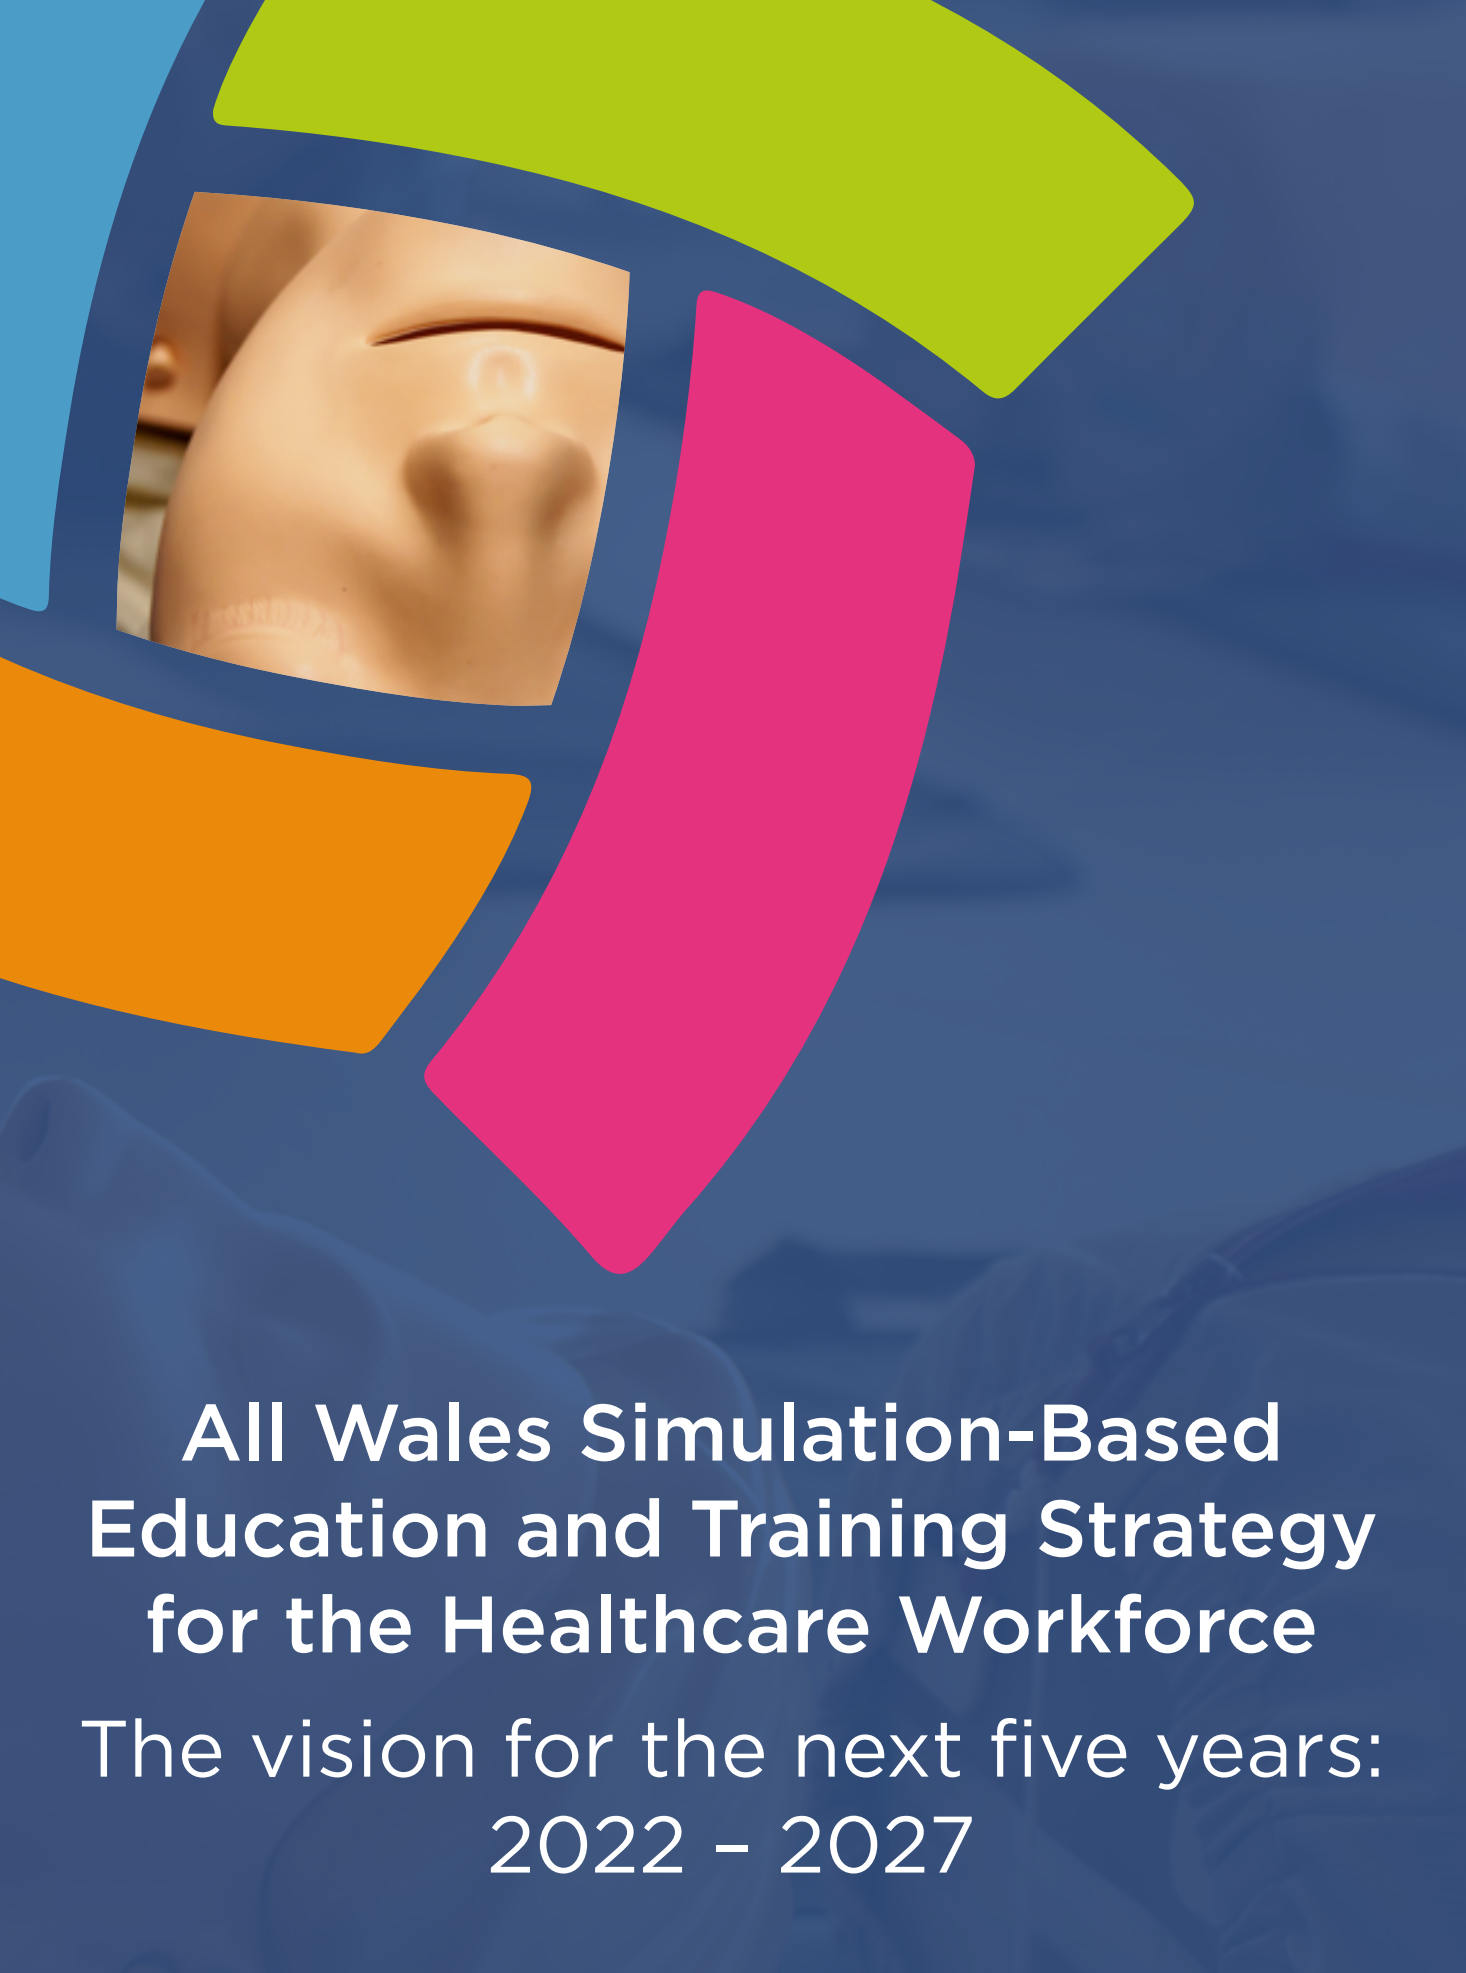 All Wales Simulation-Based
Education and Training Strategy
for the Healthcare Workforce
The vision for the next five years:
2022 – 2027